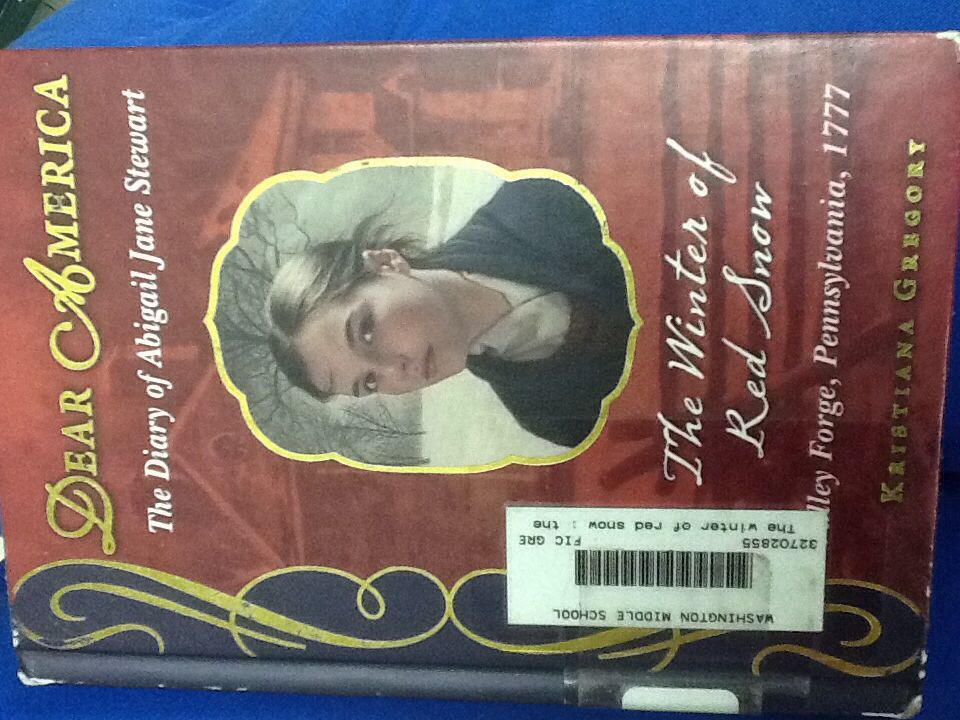 DEAR AMERICA
The Diary of Abigail Jane Stewart
The Winter of
Red Snow
lley Forge, Pennsylvania, 1777
KRISTIANA GREGORY
WASHINGTON MIDDLE SCHOOL
32702855 FIC GRE
The winter of red snow : the